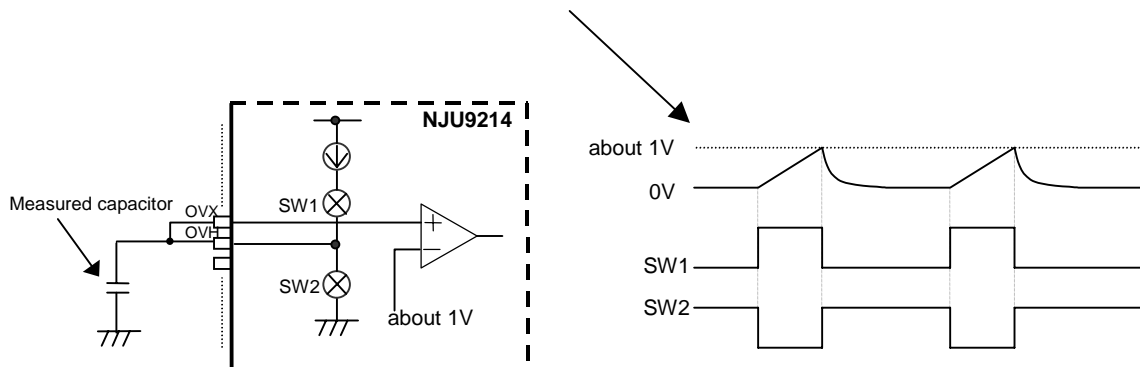 NJU9214
about 1V
0V
Measured capacitor
OVX
SW1
OVH
SW2
about 1V
SW1
SW2